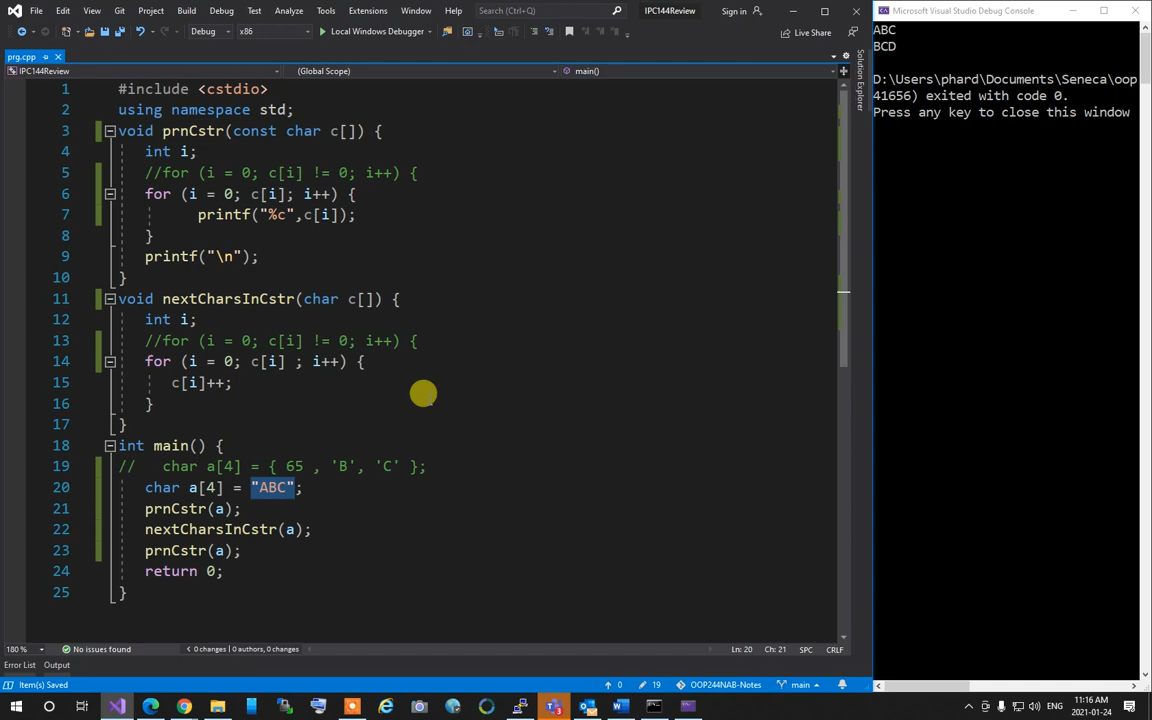 File Edit View Git Project Build Debug Test Analyze Tools Extensions Window Help Search (Ctrl+Q) IPC144Review Sign in
Debug x86 Local Windows Debugger Live Share
prg.cpp
IPC144Review (Global Scope) main()
1 #include <cstdio>
2 using namespace std;
3 void prnCstr(const char c[]) {
4 int i;
5 //for (i = 0; c[i] != 0; i++) {
6 for (i = 0; c[i]; i++) {
7 printf("%c",c[i]);
8 }
9 printf("\n");
10 }
11 void nextCharsInCstr(char c[]) {
12 int i;
13 //for (i = 0; c[i] != 0; i++) {
14 for (i = 0; c[i] ; i++) {
15 c[i]++;
16 }
17 }
18 int main() {
19 // char a[4] = { 65 , 'B', 'C' };
20 char a[4] = "ABC";
21 prnCstr(a);
22 nextCharsInCstr(a);
23 prnCstr(a);
24 return 0;
25 }
180 % No issues found 0 changes | 0 authors, 0 changes Ln: 20 Ch: 21 SPC CRLF
Error List Output
Item(s) Saved 0 19 OOP244NAB-Notes main
Solution Explorer
Microsoft Visual Studio Debug Console
ABC
BCD
D:\Users\phard\Documents\Seneca\oop
41656) exited with code 0.
Press any key to close this window
ENG 11:16 AM
2021-01-24